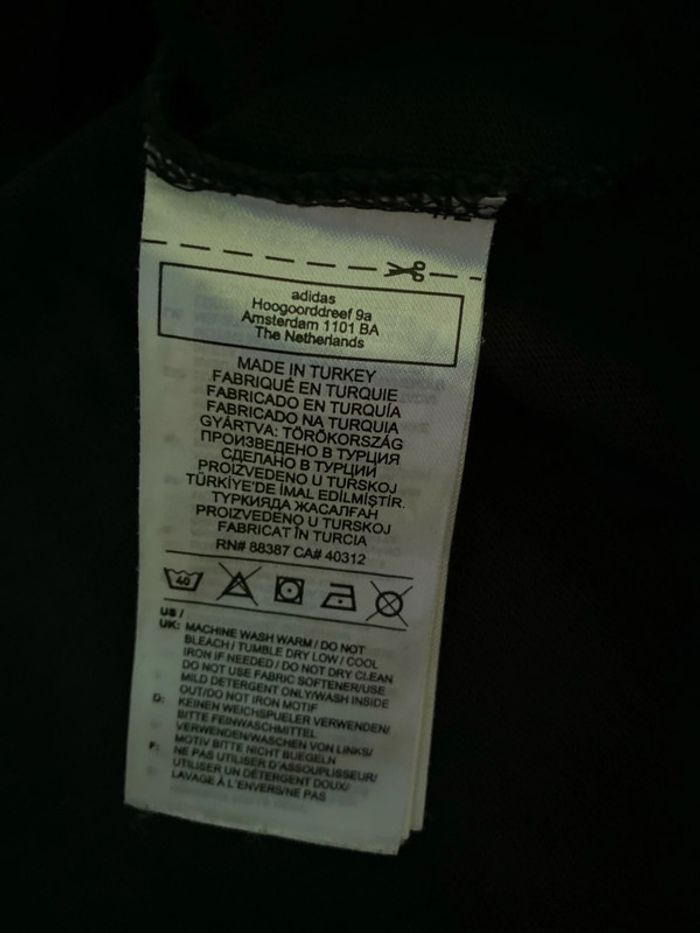 adidas
Hoogoorddreef 9a
Amsterdam 1101 BA
The Netherlands
MADE IN TURKEY
FABRIQUÉ EN TURQUIE
FABRICADO EN TURQUÍA
FABRICADO NA TURQUIA
GYÁRTVA: TÖRÖKORSZÁG
ПРОИЗВЕДЕНО В ТУРЦИЯ
СДЕЛАНО В ТУРЦИИ
PROIZVEDENO U TURSKOJ
TÜRKİYE'DE İMAL EDİLMİŞTİR.
ТУРКИЯДА ЖАСАЛҒАН
PROIZVEDENO U TURSKOJ
FABRICAT ÎN TURCIA
RN# 88387 CA# 40312
40
US /
UK: MACHINE WASH WARM / DO NOT
BLEACH / TUMBLE DRY LOW / COOL
IRON IF NEEDED / DO NOT DRY CLEAN
DO NOT USE FABRIC SOFTENER/USE
MILD DETERGENT ONLY/WASH INSIDE
OUT/DO NOT IRON MOTIF
D: KEINEN WEICHSPUELER VERWENDEN/
BITTE FEINWASCHMITTEL
VERWENDEN/WASCHEN VON LINKS/
MOTIV BITTE NICHT BUEGELN
F: NE PAS UTILISER D'ASSOUPLISSEUR/
UTILISER UN DÉTERGENT DOUX/
LAVAGE À L'ENVERS/NE PAS